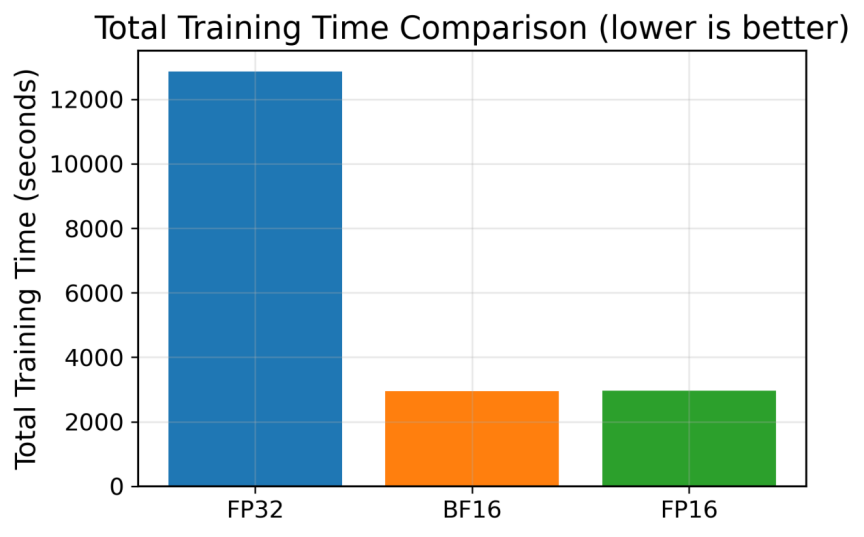 Total Training Time Comparison (lower is better)
Total Training Time (seconds)
12000
10000
8000
6000
4000
2000
0
FP32 BF16 FP16